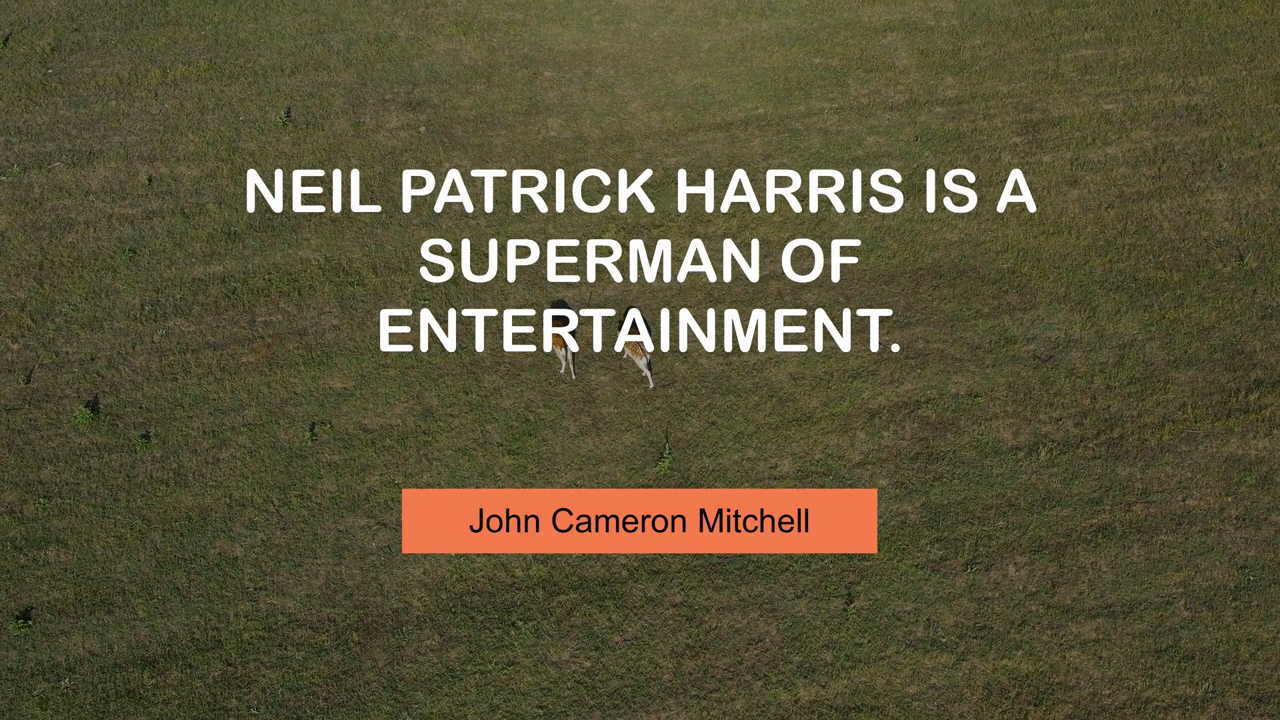 NEIL PATRICK HARRIS IS A
SUPERMAN OF
ENTERTAINMENT.
John Cameron Mitchell